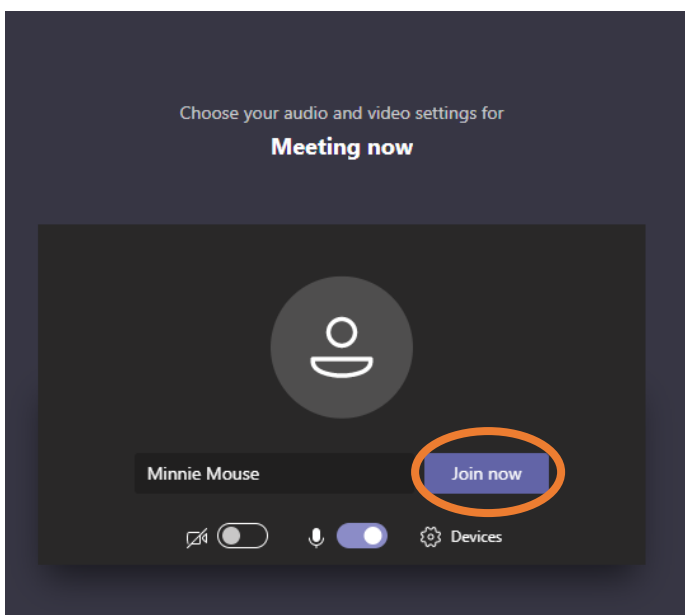 Choose your audio and video settings for
Meeting now
Minnie Mouse
Join now
Devices